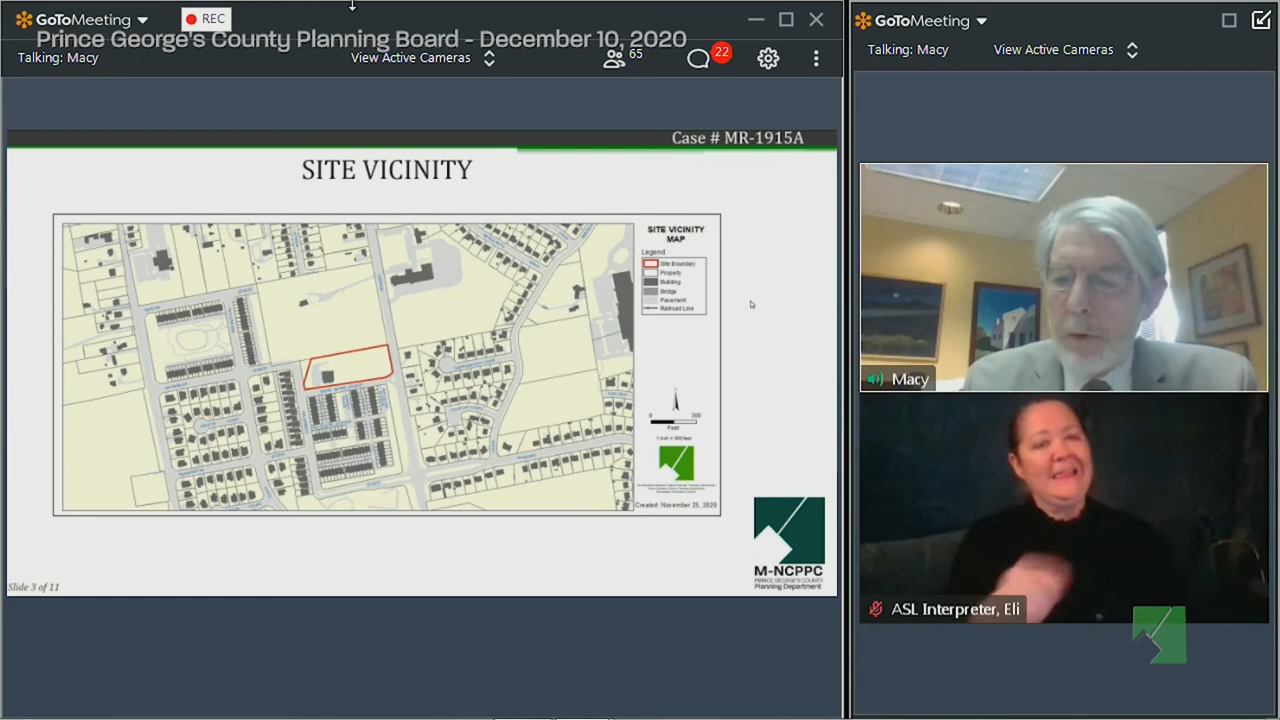 GoToMeeting
REC
Prince George's County Planning Board - December 10, 2020
Talking: Macy
View Active Cameras
65
22
Case # MR-1915A
SITE VICINITY
SITE VICINITY
MAP
Legend
Site Boundary
Property
Building
Bridge
Pavement
Railroad Line
0
300
Feet
Created: November 25, 2020
M-NCPPC
PRINCE GEORGE'S COUNTY
Planning Department
Slide 3 of 11
GoToMeeting
Talking: Macy
View Active Cameras
Macy
ASL Interpreter, Eli